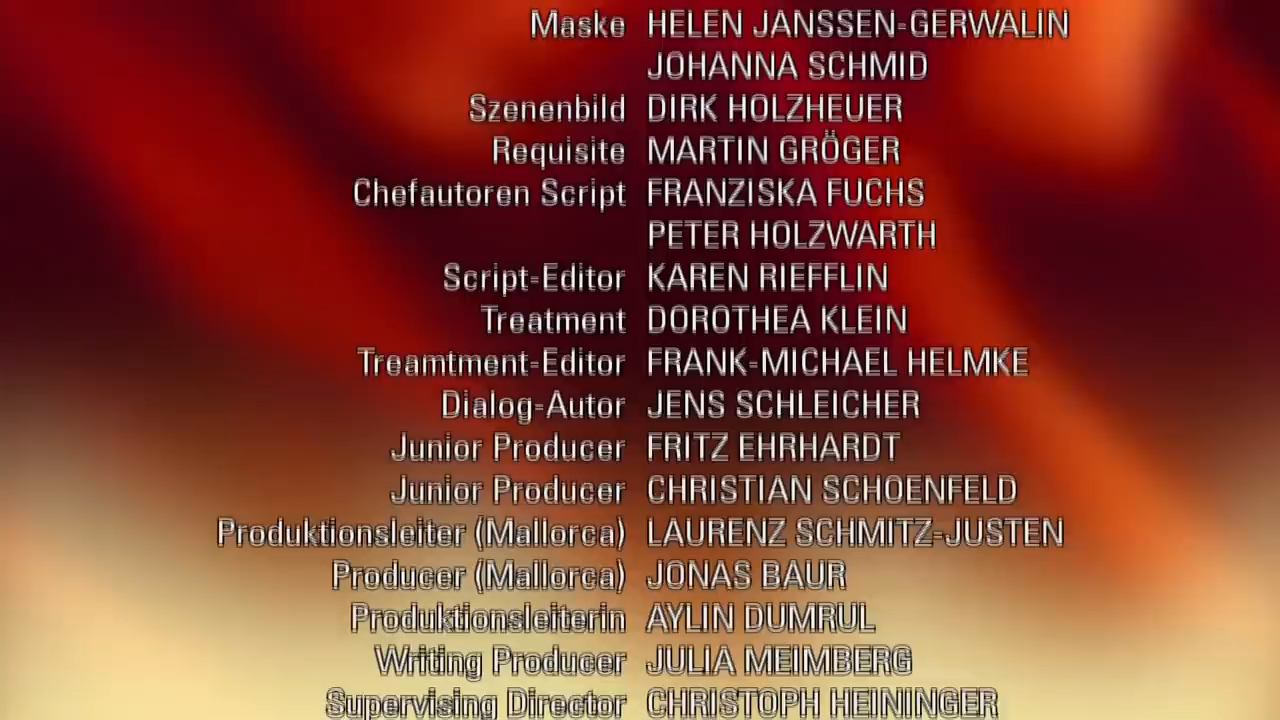 Maske HELEN JANSSEN-GERWALIN
JOHANNA SCHMID
Szenenbild DIRK HOLZHEUER
Requisite MARTIN GRÖGER
Chefautoren Script FRANZISKA FUCHS
PETER HOLZWARTH
Script-Editor KAREN RIEFFLIN
Treatment DOROTHEA KLEIN
Treamtment-Editor FRANK-MICHAEL HELMKE
Dialog-Autor JENS SCHLEICHER
Junior Producer FRITZ EHRHARDT
Junior Producer CHRISTIAN SCHOENFELD
Produktionsleiter (Mallorca) LAURENZ SCHMITZ-JUSTEN
Producer (Mallorca) JONAS BAUR
Produktionsleiterin AYLIN DUMRUL
Writing Producer JULIA MEIMBERG
Supervising Director CHRISTOPH HEININGER